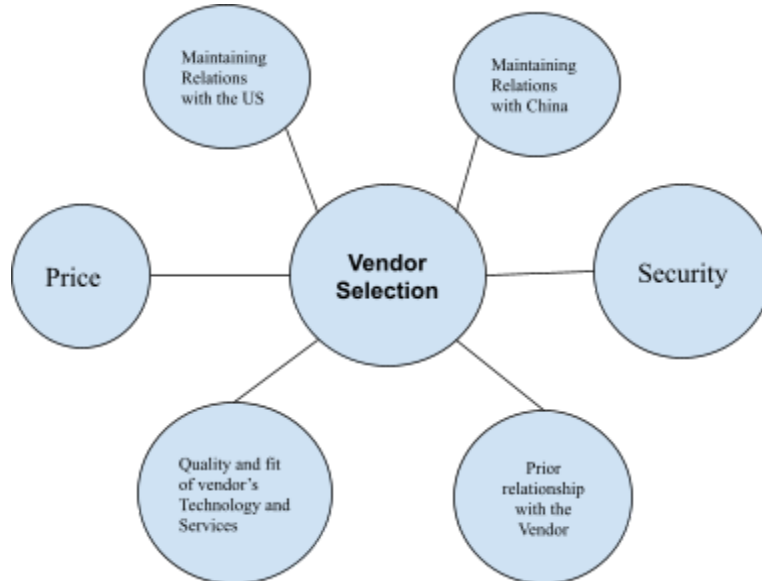 Maintaining
Relations
with the US
Maintaining
Relations
with China
Price
Vendor
Selection
Security
Quality and fit
of vendor's
Technology and
Services
Prior
relationship
with the
Vendor